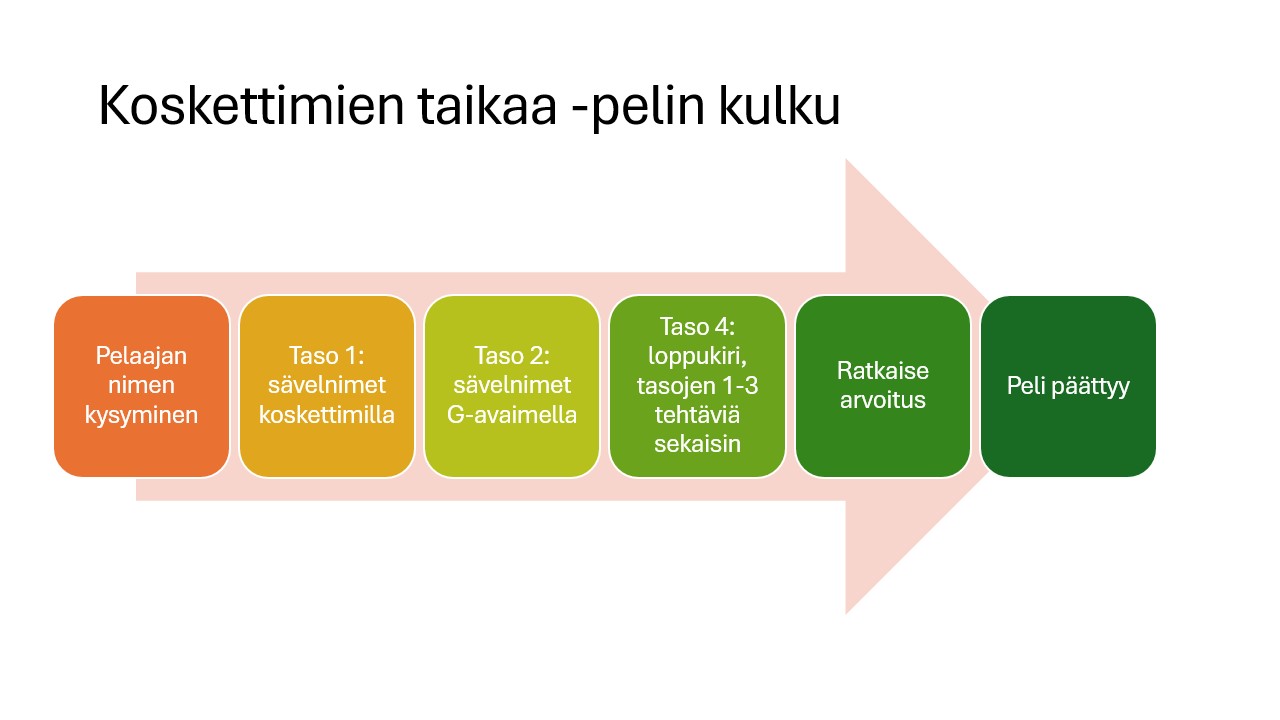 Koskettimien taikaa -pelin kulku
Pelaajan
nimen
kysyminen
Taso 1:
sävelnimet
koskettimilla
Taso 2:
sävelnimet
G-avaimella
Taso 4:
loppukiri,
tasojen 1-3
tehtäviä
sekaisin
Ratkaise
arvoitus
Peli päättyy